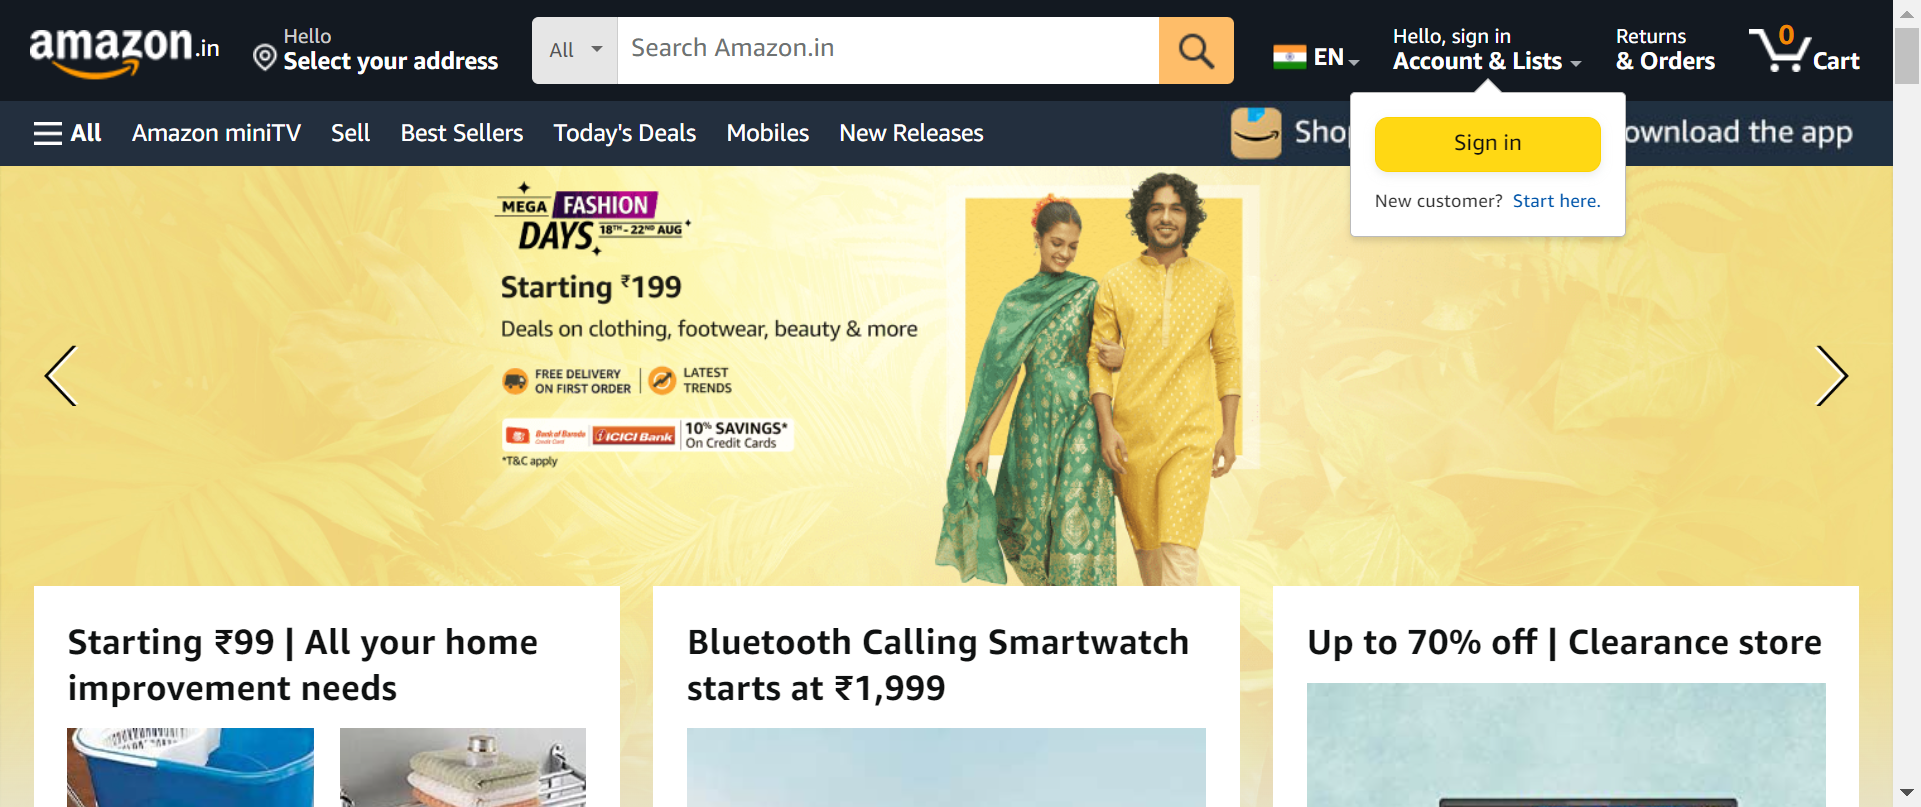 amazon.in
Hello
Select your address
All
Search Amazon.in
EN
Hello, sign in
Account & Lists
Returns
& Orders
0
Cart
All
Amazon miniTV
Sell
Best Sellers
Today's Deals
Mobiles
New Releases
Shop
ownload the app
Sign in
New customer? Start here.
MEGA FASHION
DAYS 18TH - 22ND AUG
Starting ₹199
Deals on clothing, footwear, beauty & more
FREE DELIVERY
ON FIRST ORDER
LATEST
TRENDS
Bank of Baroda
Credit Card
ICICI Bank
10% SAVINGS*
On Credit Cards
*T&C apply
Starting ₹99 | All your home
improvement needs
Bluetooth Calling Smartwatch
starts at ₹1,999
Up to 70% off | Clearance store